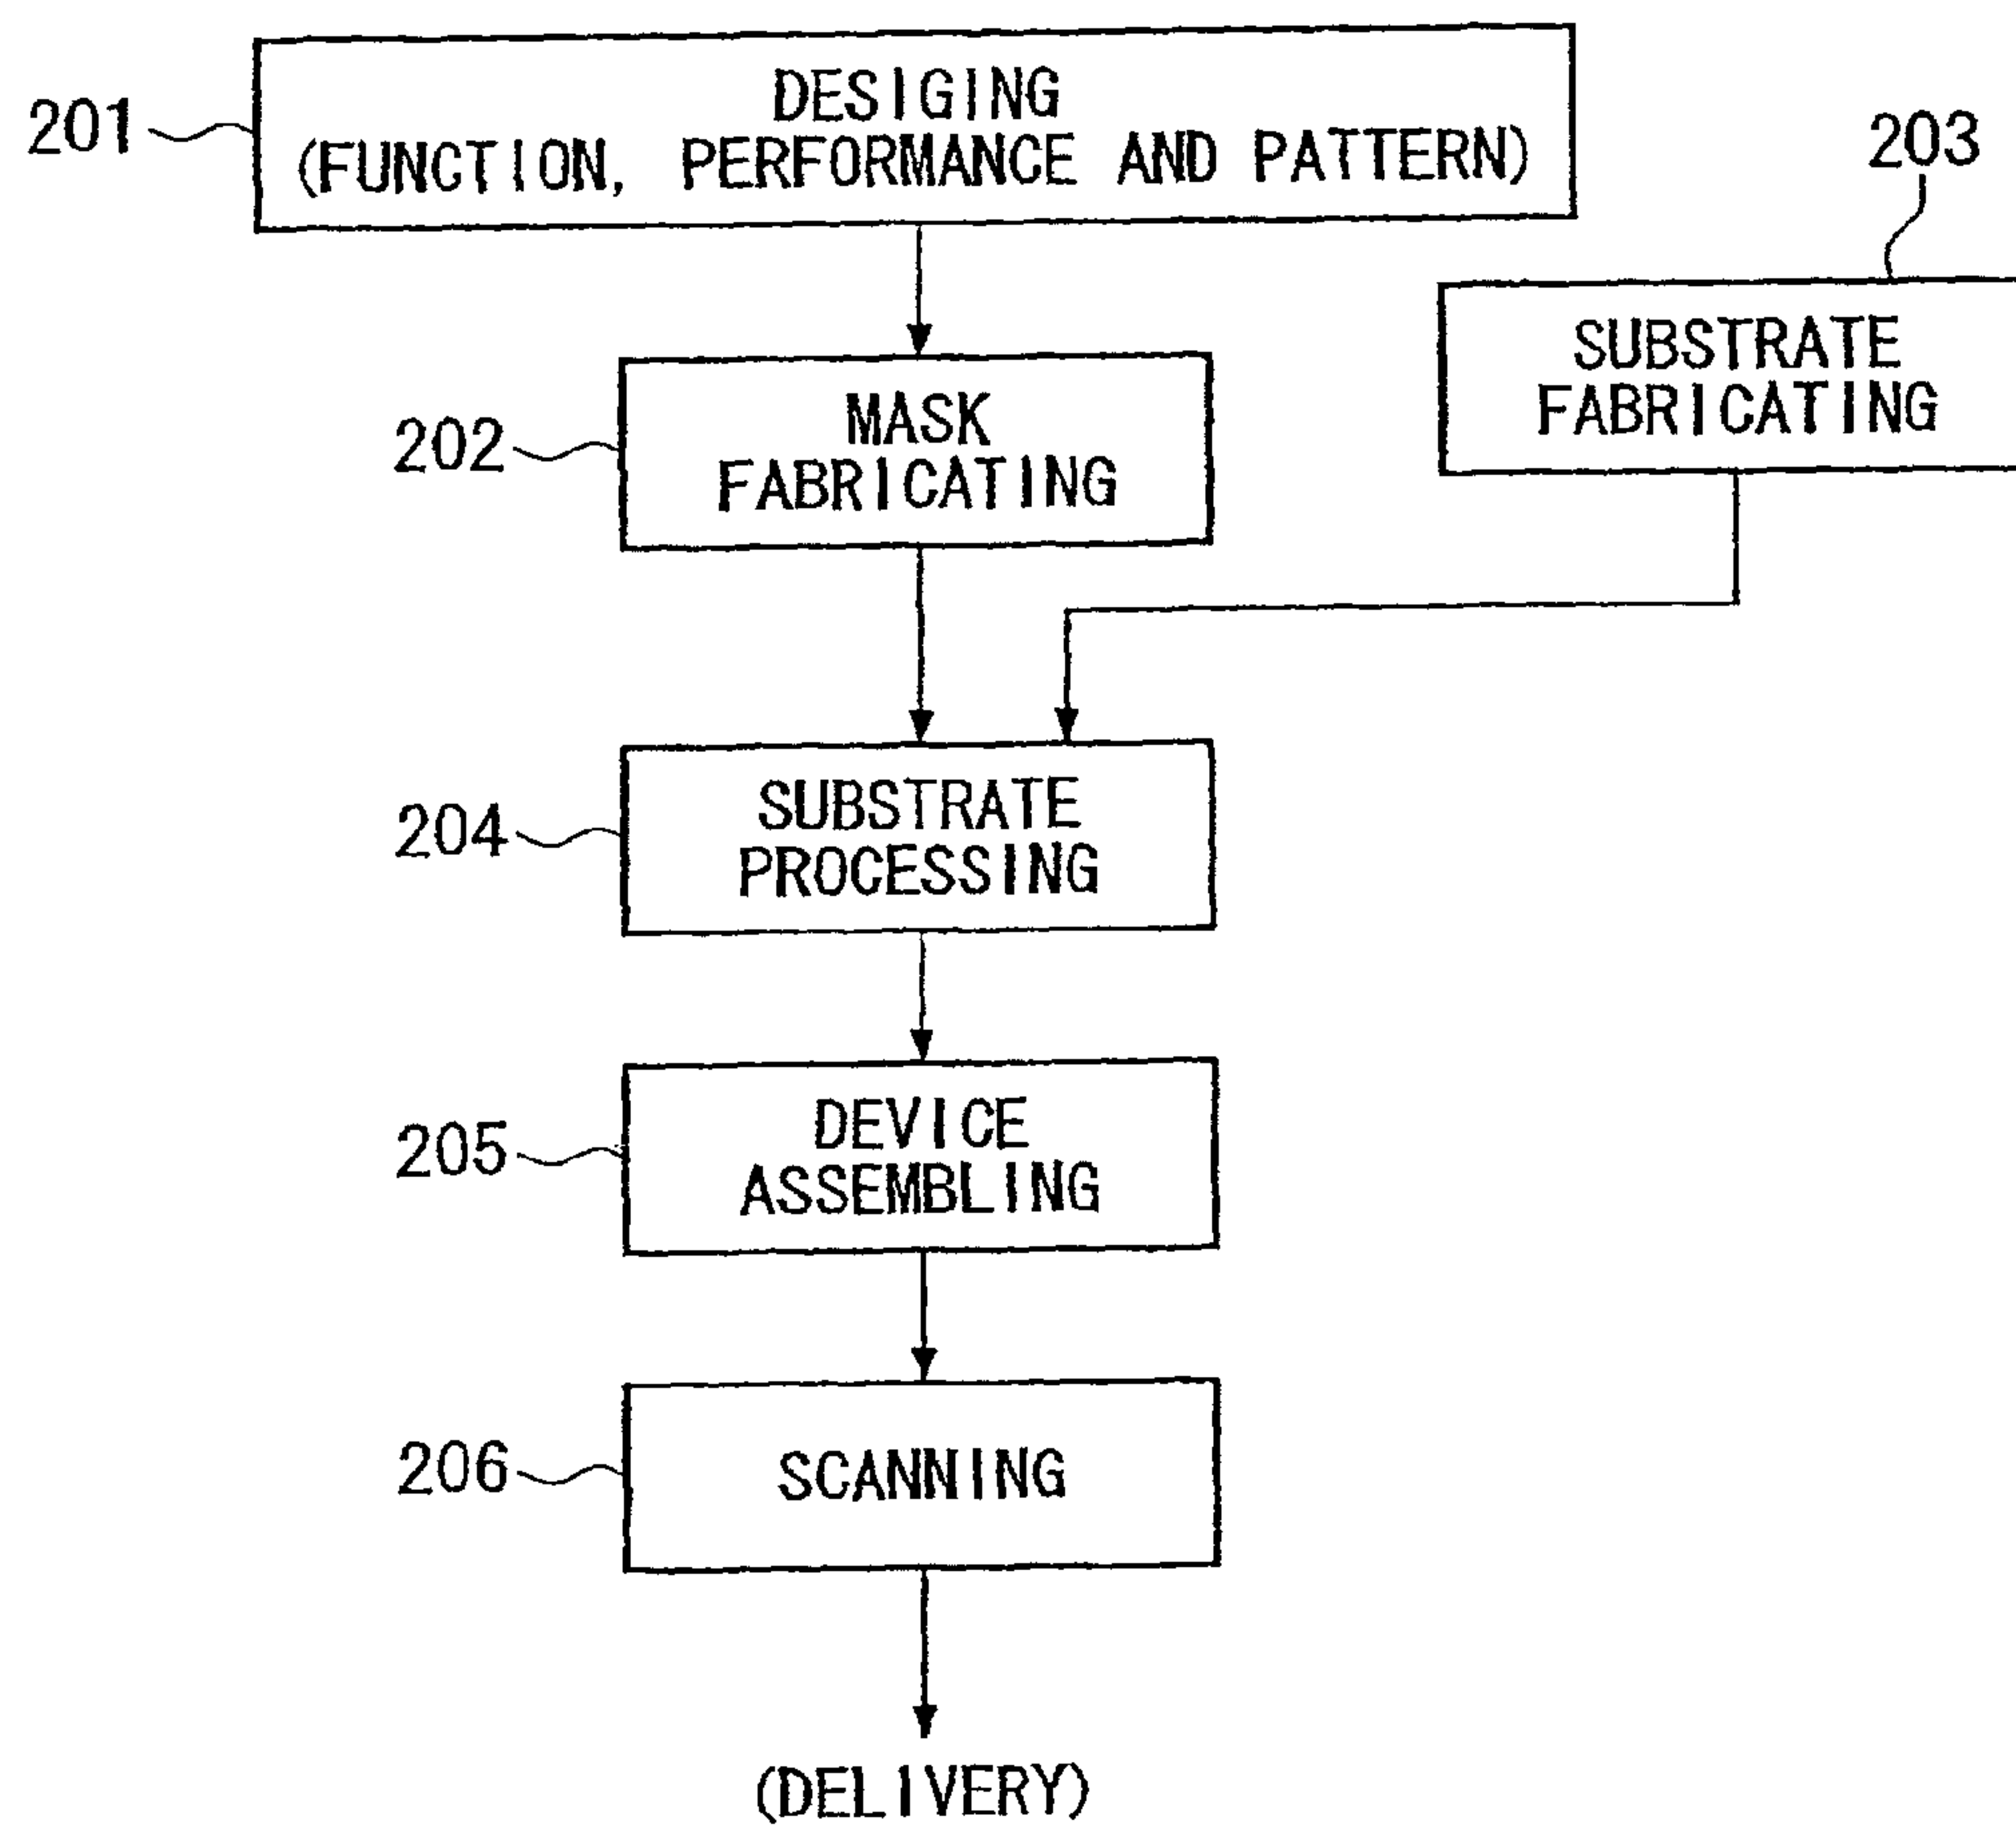 201
DESIGING
(FUNCTION, PERFORMANCE AND PATTERN)
203
SUBSTRATE
FABRICATING
202
MASK
FABRICATING
204
SUBSTRATE
PROCESSING
205
DEVICE
ASSEMBLING
206
SCANNING
(DELIVERY)